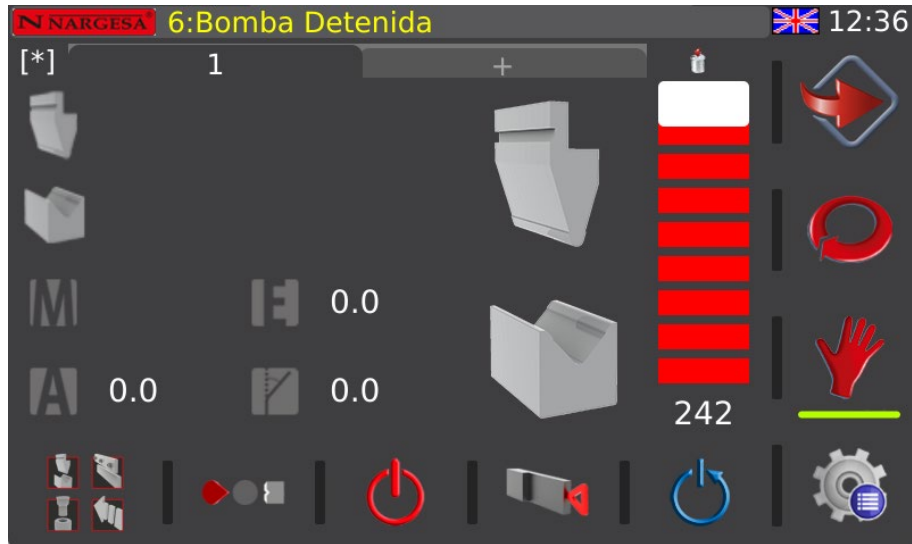 NARGESA® 6:Bomba Detenida 12:36
[*] 1 +
M E 0.0
A 0.0 0.0
242